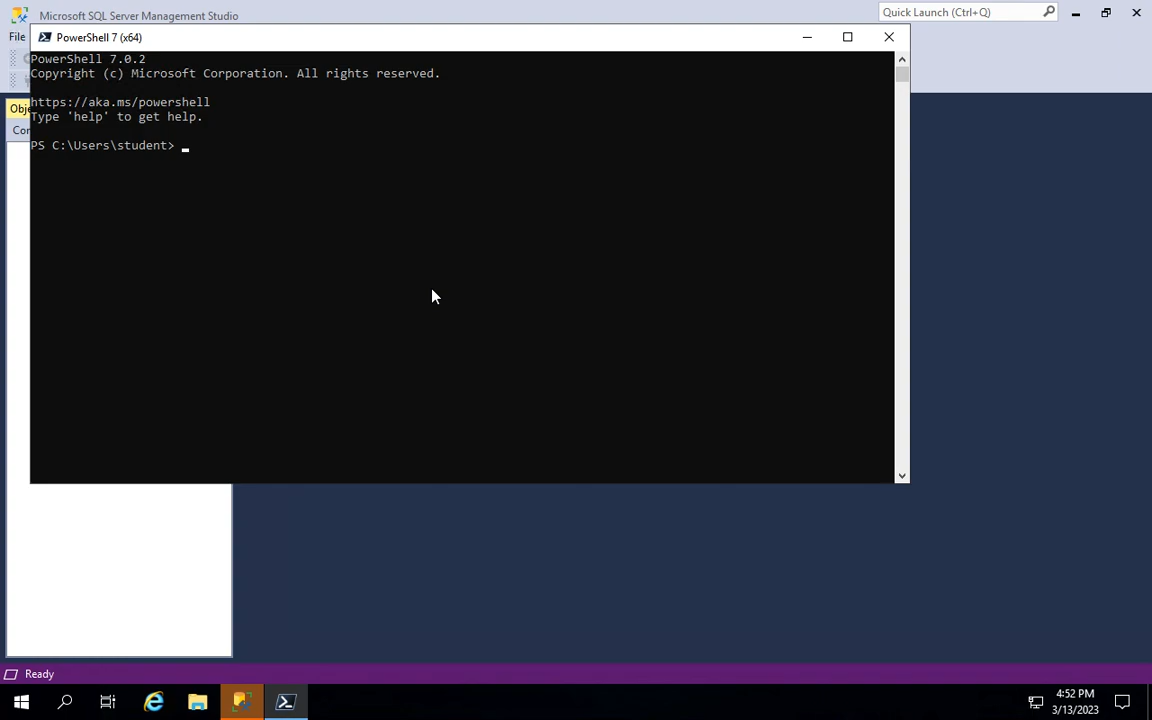 Microsoft SQL Server Management Studio
Quick Launch (Ctrl+Q)
File
PowerShell 7 (x64)
PowerShell 7.0.2
Copyright (c) Microsoft Corporation. All rights reserved.
https://aka.ms/powershell
Type 'help' to get help.
PS C:\Users\student>
Obje
Con
Ready
4:52 PM
3/13/2023